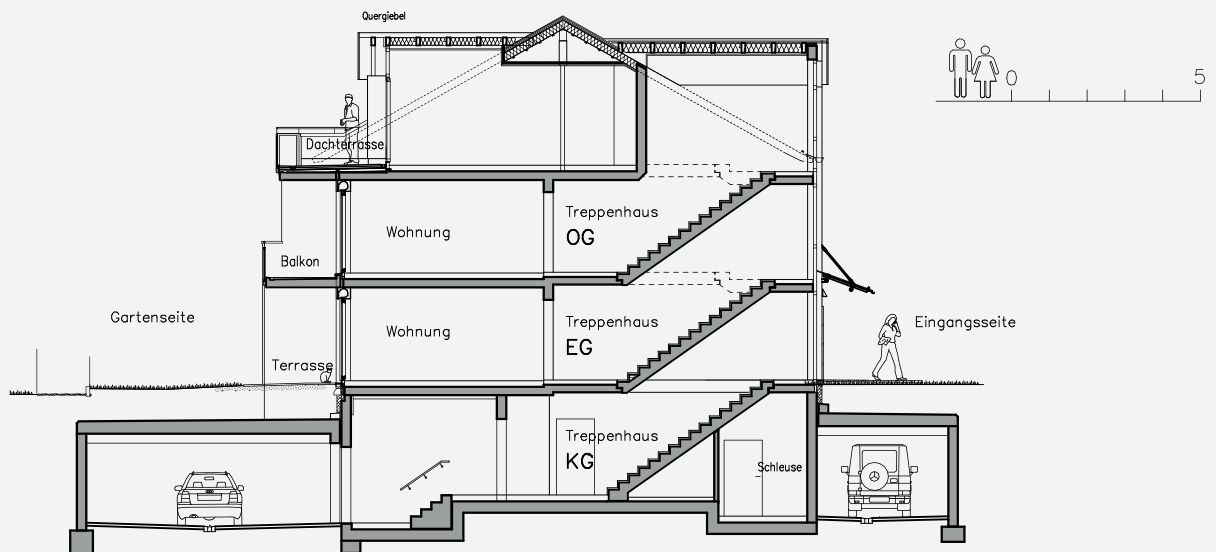 Quergiebel
0 5
Dachterrasse
Treppenhaus
OG
Wohnung
Balkon
Gartenseite
Wohnung
Treppenhaus
EG
Eingangsseite
Terrasse
Treppenhaus
KG
Schleuse